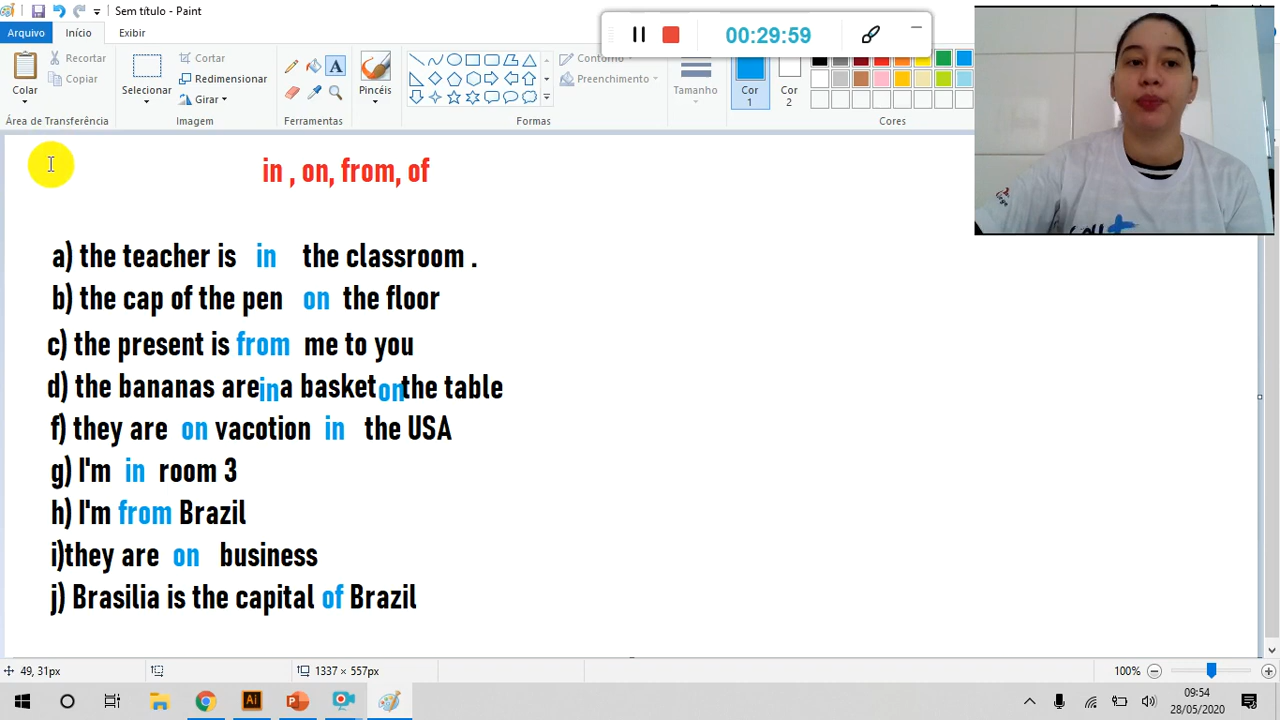 Sem título - Paint
Arquivo Início Exibir
00:29:59
Colar
Recortar
Copiar
Área de Transferência
Selecionar
Cortar
Redimensionar
Girar
Imagem
Ferramentas
Pincéis
Formas
Contorno
Preenchimento
Tamanho
Cor 1
Cor 2
Cores
in , on, from, of
a) the teacher is in the classroom .
b) the cap of the pen on the floor
c) the present is from me to you
d) the bananas are in a basket on the table
f) they are on vacotion in the USA
g) I'm in room 3
h) I'm from Brazil
i)they are on business
j) Brasilia is the capital of Brazil
49, 31px
1337 × 557px
100%
09:54
28/05/2020